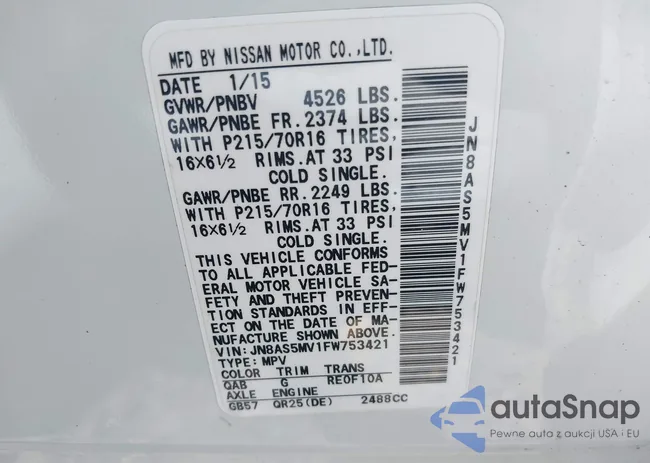 MFD BY NISSAN MOTOR CO.,LTD.
DATE 1/15
GVWR/PNBV 4526 LBS.
GAWR/PNBE FR. 2374 LBS.
WITH P215/70R16 TIRES,
16X6½ RIMS. AT 33 PSI
COLD SINGLE.
GAWR/PNBE RR. 2249 LBS.
WITH P215/70R16 TIRES,
16X6½ RIMS. AT 33 PSI
COLD SINGLE.
THIS VEHICLE CONFORMS
TO ALL APPLICABLE FED-
ERAL MOTOR VEHICLE SA-
FETY AND THEFT PREVEN-
TION STANDARDS IN EFF-
ECT ON THE DATE OF MA-
NUFACTURE SHOWN ABOVE.
VIN: JN8AS5MV1FW753421
TYPE: MPV
COLOR TRIM TRANS
QAB G RE0F10A
AXLE ENGINE
GB57 QR25(DE) 2488CC
JN8AS5MV1FW753421
autoSnap
Pewne auta z aukcji USA i EU